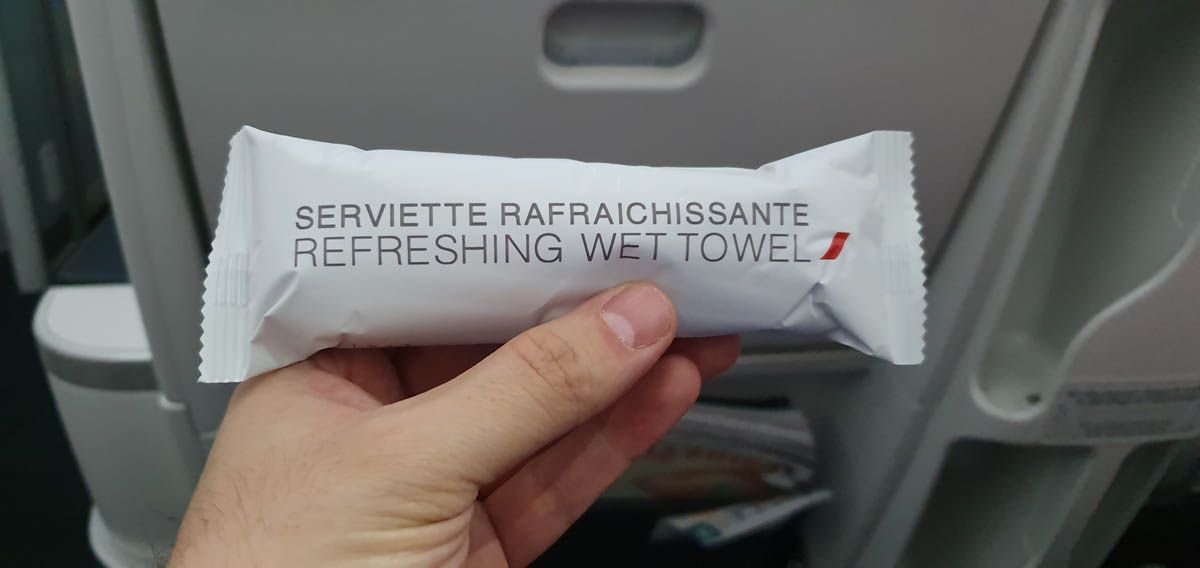 SERVIETTE RAFRAICHISSANTE
REFRESHING WET TOWEL